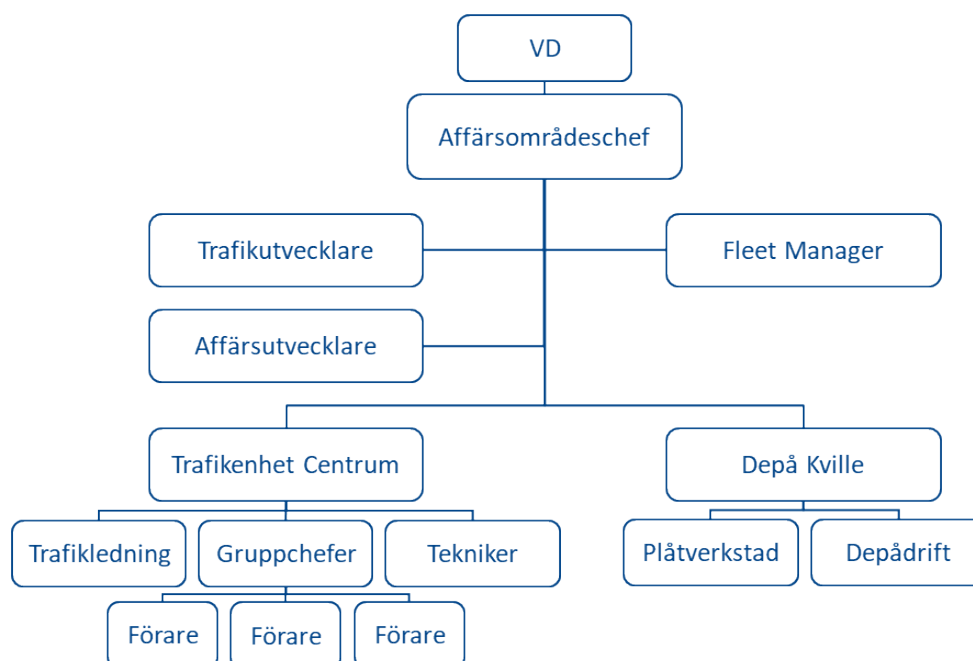 VD
Affärsområdeschef
Trafikutvecklare
Fleet Manager
Affärsutvecklare
Trafikenhet Centrum
Depå Kville
Trafikledning
Gruppchefer
Tekniker
Plåtverkstad
Depådrift
Förare
Förare
Förare